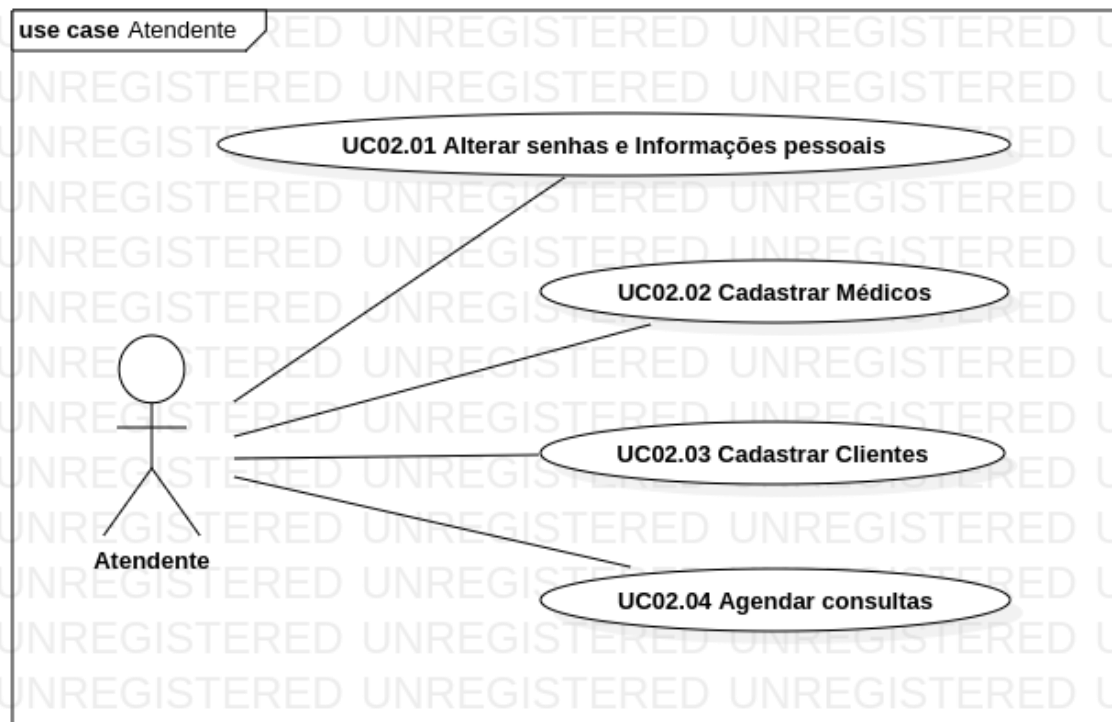 use case Atendente
UC02.01 Alterar senhas e Informações pessoais
UC02.02 Cadastrar Médicos
UC02.03 Cadastrar Clientes
Atendente
UC02.04 Agendar consultas
UNREGISTERED